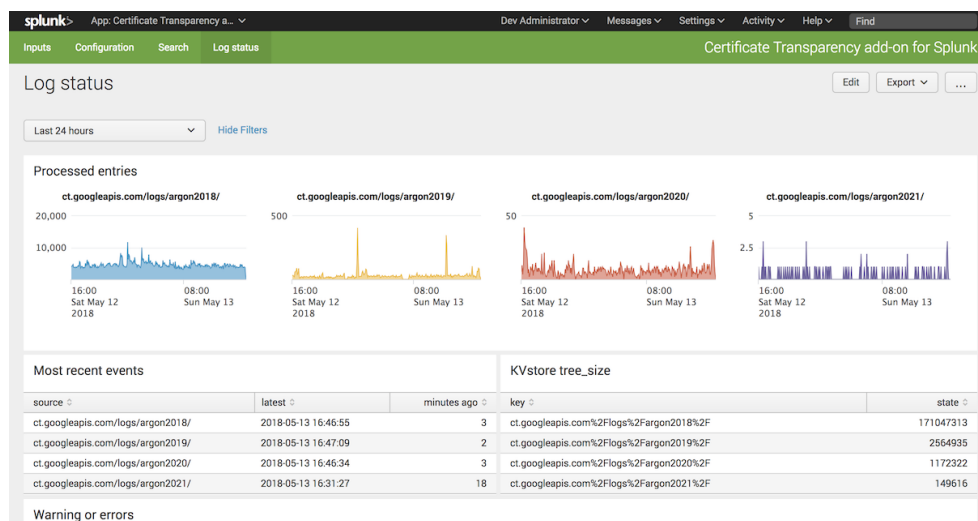 splunk> App: Certificate Transparency a... Dev Administrator Messages Settings Activity Help Find
Inputs Configuration Search Log status Certificate Transparency add-on for Splunk
Log status Edit Export ...
Last 24 hours Hide Filters
Processed entries
ct.googleapis.com/logs/argon2018/ ct.googleapis.com/logs/argon2019/ ct.googleapis.com/logs/argon2020/ ct.googleapis.com/logs/argon2021/
20,000 500 50 5
10,000 2.5
16:00 08:00 16:00 08:00 16:00 08:00 16:00 08:00
Sat May 12 Sun May 13 Sat May 12 Sun May 13 Sat May 12 Sun May 13 Sat May 12 Sun May 13
2018 2018 2018 2018
Most recent events KVstore tree_size
source latest minutes ago key state
ct.googleapis.com/logs/argon2018/ 2018-05-13 16:46:55 3 ct.googleapis.com%2Flogs%2Fargon2018%2F 171047313
ct.googleapis.com/logs/argon2019/ 2018-05-13 16:47:09 2 ct.googleapis.com%2Flogs%2Fargon2019%2F 2564935
ct.googleapis.com/logs/argon2020/ 2018-05-13 16:46:34 3 ct.googleapis.com%2Flogs%2Fargon2020%2F 1172322
ct.googleapis.com/logs/argon2021/ 2018-05-13 16:31:27 18 ct.googleapis.com%2Flogs%2Fargon2021%2F 149616
Warning or errors